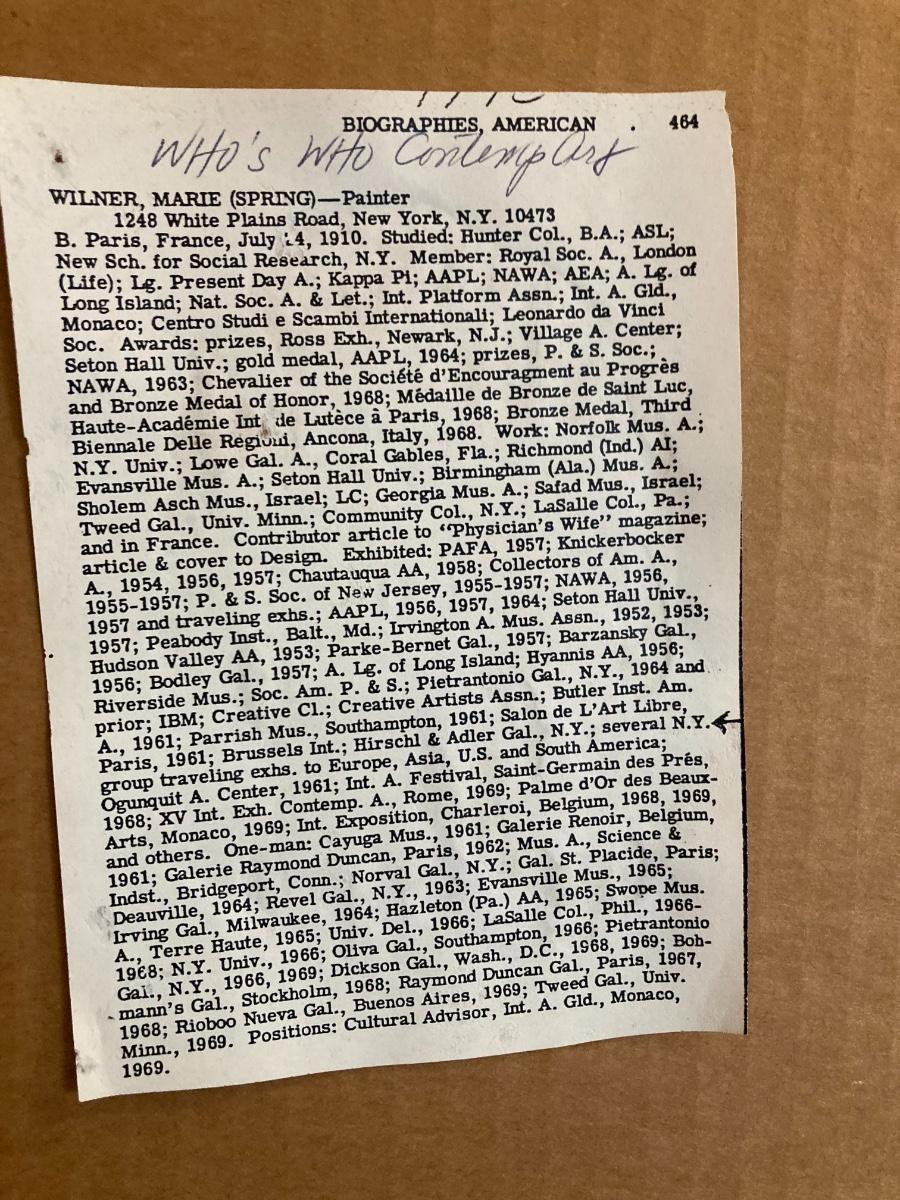 BIOGRAPHIES, AMERICAN . 464
WHO's WHO Contemp Art
WILNER, MARIE (SPRING)—Painter
1248 White Plains Road, New York, N.Y. 10473
B. Paris, France, July 14, 1910. Studied: Hunter Col., B.A.; ASL;
New Sch. for Social Research, N.Y. Member: Royal Soc. A., London
(Life); Lg. Present Day A.; Kappa Pi; AAPL; NAWA; AEA; A. Lg. of
Long Island; Nat. Soc. A. & Let.; Int. Platform Assn.; Int. A. Gld.,
Monaco; Centro Studi e Scambi Internationali; Leonardo da Vinci
Soc. Awards: prizes, Ross Exh., Newark, N.J.; Village A. Center;
Seton Hall Univ.; gold medal, AAPL, 1964; prizes, P. & S. Soc.;
NAWA, 1963; Chevalier of the Société d'Encouragment au Progrès
and Bronze Medal of Honor, 1968; Médaille de Bronze de Saint Luc,
Haute-Académie Int. de Lutèce à Paris, 1968; Bronze Medal, Third
Biennale Delle Regioni, Ancona, Italy, 1968. Work: Norfolk Mus. A.;
N.Y. Univ.; Lowe Gal. A., Coral Gables, Fla.; Richmond (Ind.) AI;
Evansville Mus. A.; Seton Hall Univ.; Birmingham (Ala.) Mus. A.;
Sholem Asch Mus., Israel; LC; Georgia Mus. A.; Safad Mus., Israel;
Tweed Gal., Univ. Minn.; Community Col., N.Y.; LaSalle Col., Pa.;
and in France. Contributor article to "Physician's Wife" magazine;
article & cover to Design. Exhibited: PAFA, 1957; Knickerbocker
A., 1954, 1956, 1957; Chautauqua AA, 1958; Collectors of Am. A.,
1955-1957; P. & S. Soc. of New Jersey, 1955-1957; NAWA, 1956,
1957 and traveling exhs.; AAPL, 1956, 1957, 1964; Seton Hall Univ.,
1957; Peabody Inst., Balt., Md.; Irvington A. Mus. Assn., 1952, 1953;
Hudson Valley AA, 1953; Parke-Bernet Gal., 1957; Barzansky Gal.,
1956; Bodley Gal., 1957; A. Lg. of Long Island; Hyannis AA, 1956;
Riverside Mus.; Soc. Am. P. & S.; Pietrantonio Gal., N.Y., 1964 and
prior; IBM; Creative Cl.; Creative Artists Assn.; Butler Inst. Am.
A., 1961; Parrish Mus., Southampton, 1961; Salon de L'Art Libre,
Paris, 1961; Brussels Int.; Hirschl & Adler Gal., N.Y.; several N.Y.
group traveling exhs. to Europe, Asia, U.S. and South America;
Ogunquit A. Center, 1961; Int. A. Festival, Saint-Germain des Prés,
1968; XV Int. Exh. Contemp. A., Rome, 1969; Palme d'Or des Beaux-
Arts, Monaco, 1969; Int. Exposition, Charleroi, Belgium, 1968, 1969,
and others. One-man: Cayuga Mus., 1961; Galerie Renoir, Belgium,
1961; Galerie Raymond Duncan, Paris, 1962; Mus. A., Science &
Indst., Bridgeport, Conn.; Norval Gal., N.Y.; Gal. St. Placide, Paris;
Deauville, 1964; Revel Gal., N.Y., 1963; Evansville Mus., 1965;
Irving Gal., Milwaukee, 1964; Hazleton (Pa.) AA, 1965; Swope Mus.
A., Terre Haute, 1965; Univ. Del., 1966; LaSalle Col., Phil., 1966-
1968; N.Y. Univ., 1966; Oliva Gal., Southampton, 1966; Pietrantonio
Gal., N.Y., 1966, 1969; Dickson Gal., Wash., D.C., 1968, 1969; Boh-
mann's Gal., Stockholm, 1968; Raymond Duncan Gal., Paris, 1967,
1968; Rioboo Nueva Gal., Buenos Aires, 1969; Tweed Gal., Univ.
Minn., 1969. Positions: Cultural Advisor, Int. A. Gld., Monaco,
1969.